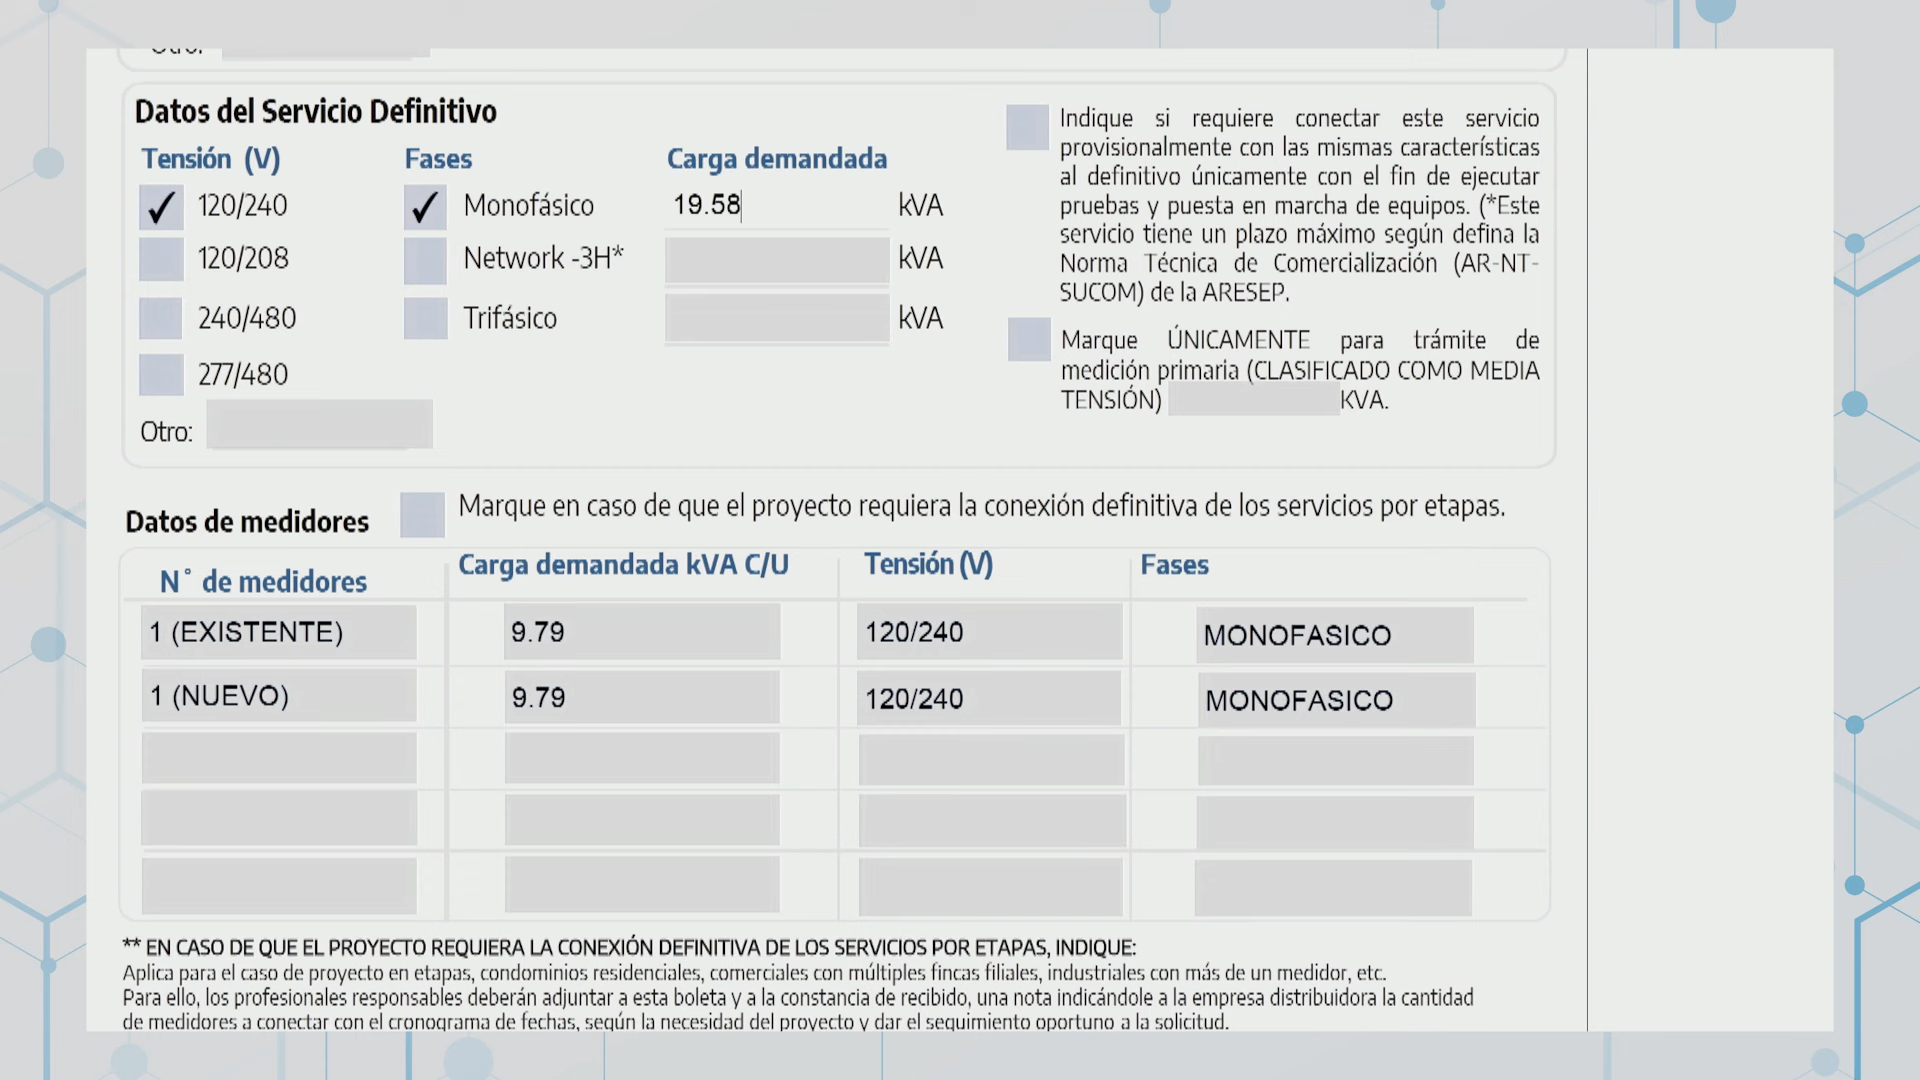 Otro:
Datos del Servicio Definitivo
Tensión (V) Fases Carga demandada
120/240 Monofásico 19.58 kVA
120/208 Network -3H* kVA
240/480 Trifásico kVA
277/480
Otro:
Indique si requiere conectar este servicio
provisionalmente con las mismas características
al definitivo únicamente con el fin de ejecutar
pruebas y puesta en marcha de equipos. (*Este
servicio tiene un plazo máximo según defina la
Norma Técnica de Comercialización (AR-NT-
SUCOM) de la ARESEP.
Marque ÚNICAMENTE para trámite de
medición primaria (CLASIFICADO COMO MEDIA
TENSIÓN) KVA.
Datos de medidores Marque en caso de que el proyecto requiera la conexión definitiva de los servicios por etapas.
N° de medidores Carga demandada kVA C/U Tensión (V) Fases
1 (EXISTENTE) 9.79 120/240 MONOFASICO
1 (NUEVO) 9.79 120/240 MONOFASICO
** EN CASO DE QUE EL PROYECTO REQUIERA LA CONEXIÓN DEFINITIVA DE LOS SERVICIOS POR ETAPAS, INDIQUE:
Aplica para el caso de proyecto en etapas, condominios residenciales, comerciales con múltiples fincas filiales, industriales con más de un medidor, etc.
Para ello, los profesionales responsables deberán adjuntar a esta boleta y a la constancia de recibido, una nota indicándole a la empresa distribuidora la cantidad
de medidores a conectar con el cronograma de fechas, según la necesidad del proyecto y dar el seguimiento oportuno a la solicitud.